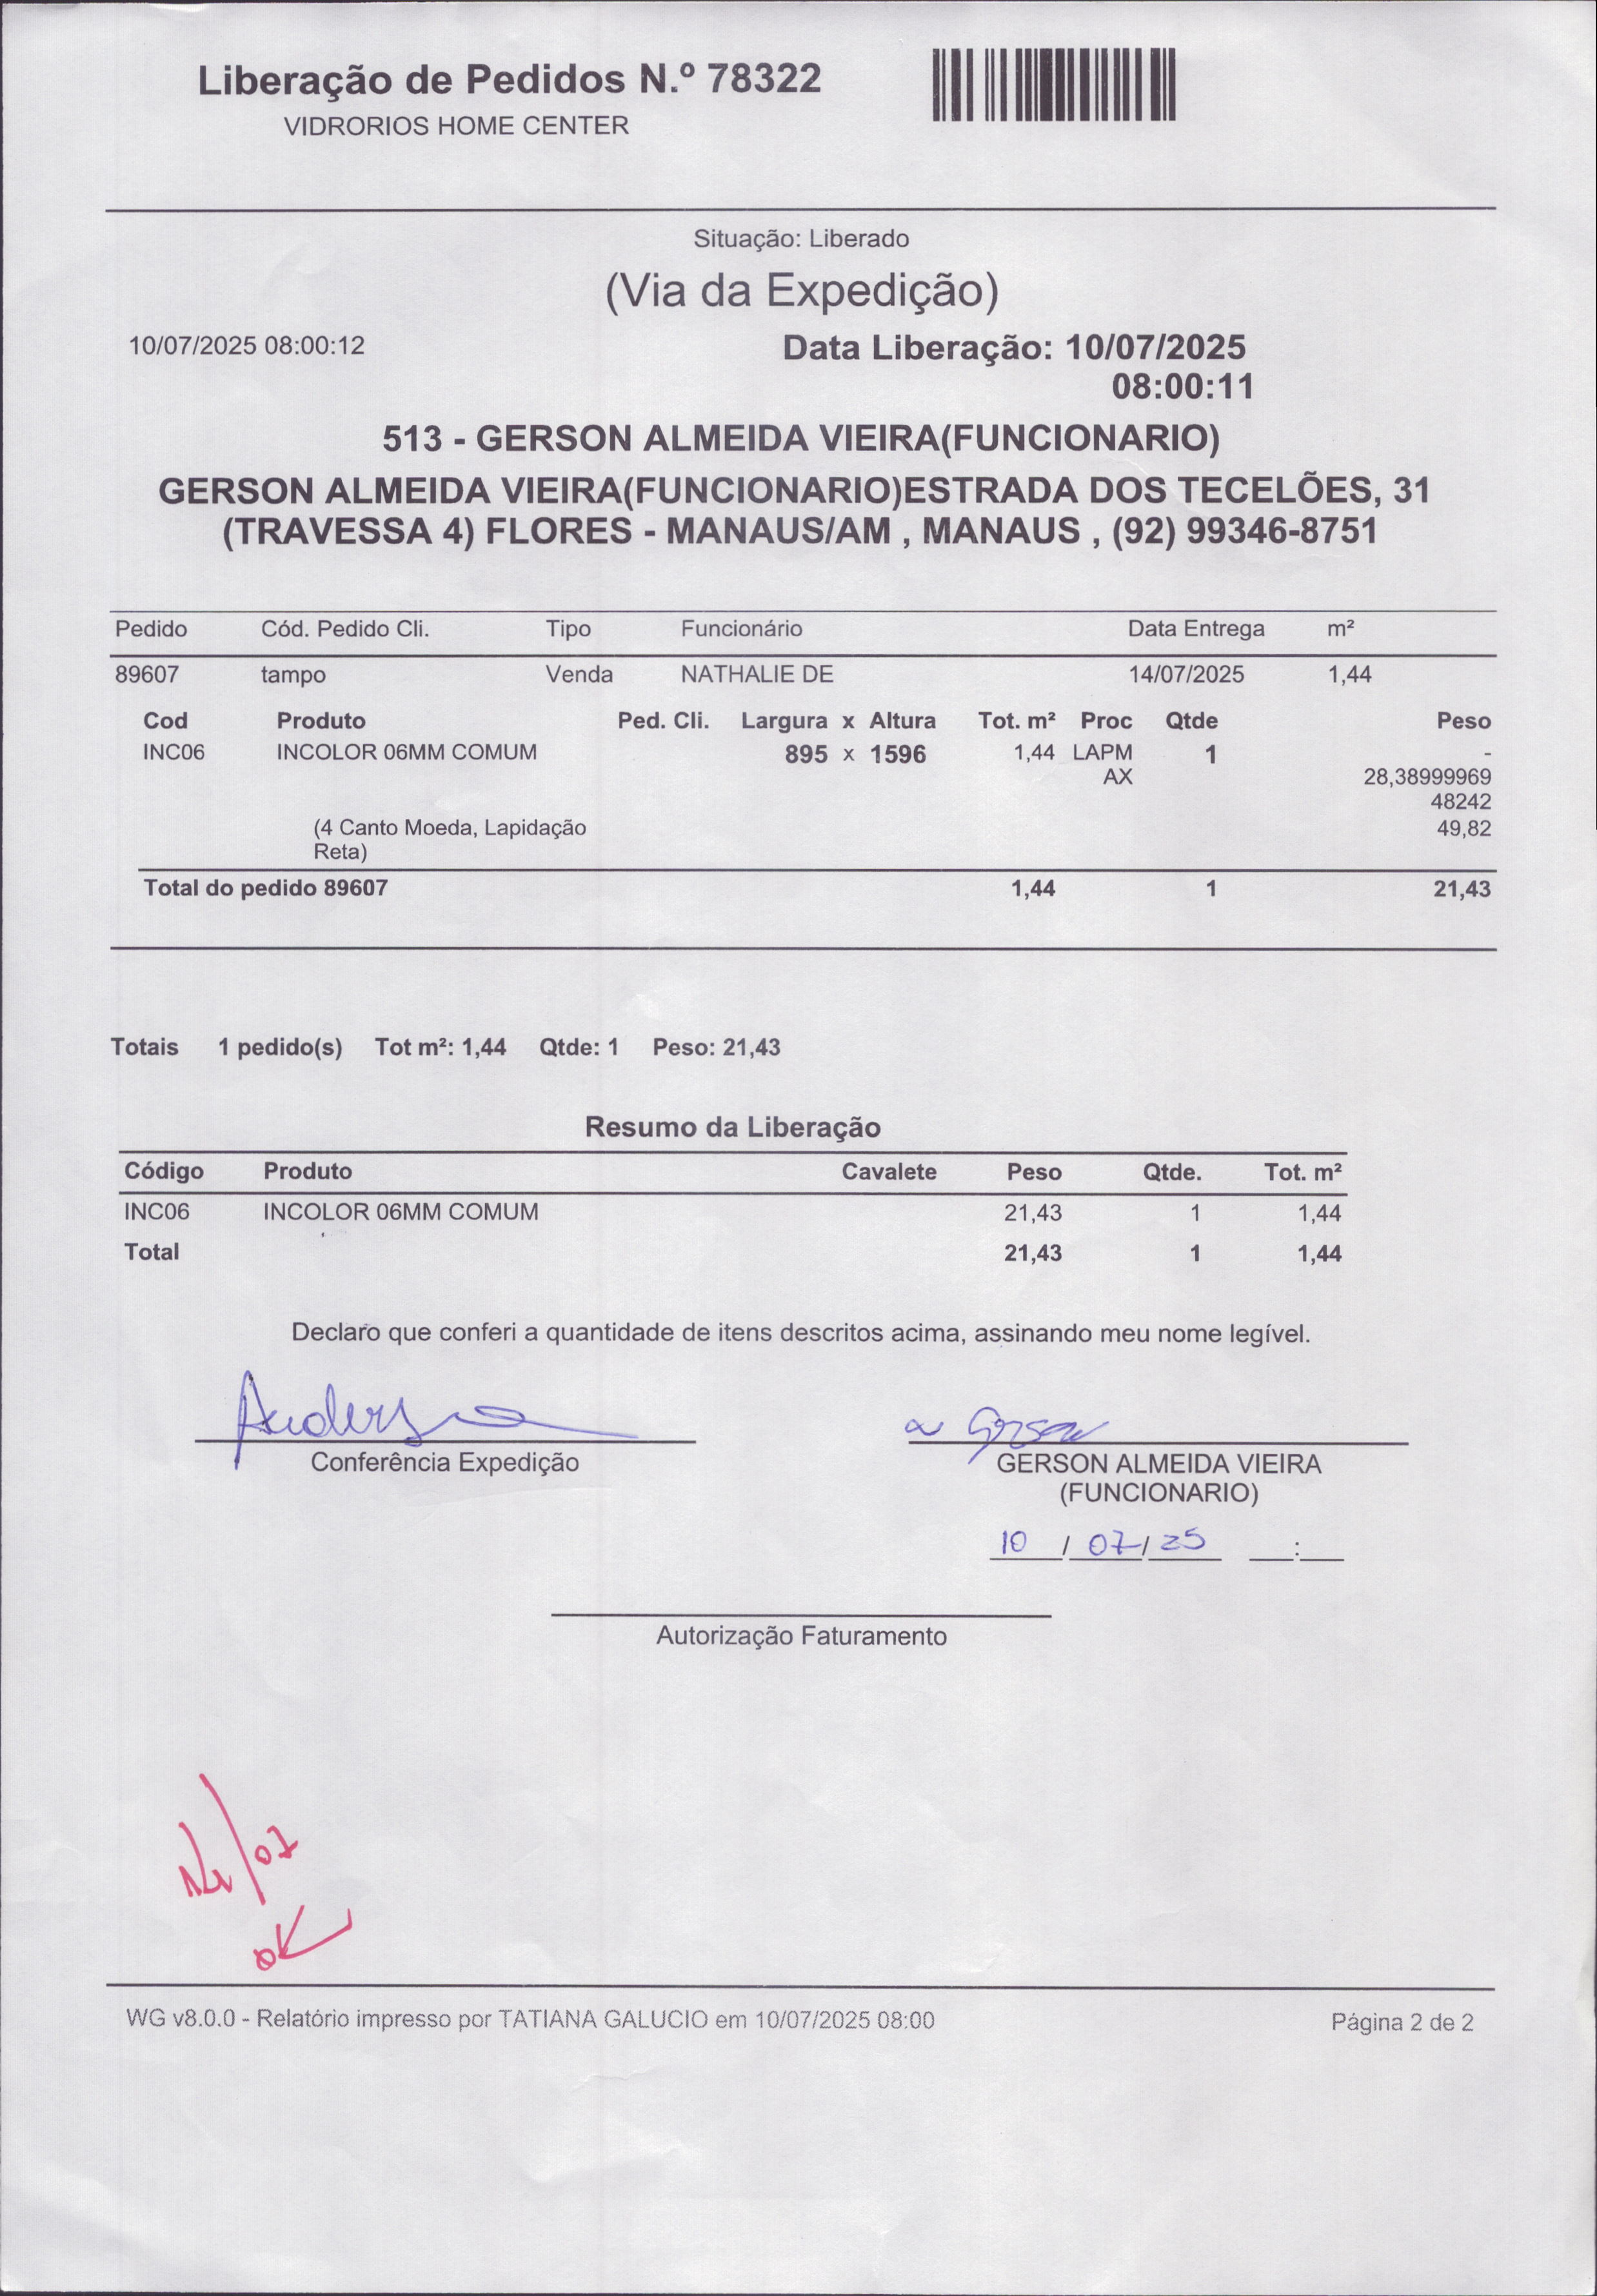 Liberação de Pedidos N.º 78322
VIDRORIOS HOME CENTER
Situação: Liberado
(Via da Expedição)
10/07/2025 08:00:12
Data Liberação: 10/07/2025
08:00:11
513 - GERSON ALMEIDA VIEIRA(FUNCIONARIO)
GERSON ALMEIDA VIEIRA(FUNCIONARIO)ESTRADA DOS TECELÕES, 31
(TRAVESSA 4) FLORES - MANAUS/AM , MANAUS , (92) 99346-8751
Pedido Cód. Pedido Cli. Tipo Funcionário Data Entrega m²
89607 tampo Venda NATHALIE DE 14/07/2025 1,44
Cod Produto Ped. Cli. Largura x Altura Tot. m² Proc Qtde Peso
INC06 INCOLOR 06MM COMUM 895 x 1596 1,44 LAPM 1 -
AX 28,38999969
48242
(4 Canto Moeda, Lapidação 49,82
Reta)
Total do pedido 89607 1,44 1 21,43
Totais 1 pedido(s) Tot m²: 1,44 Qtde: 1 Peso: 21,43
Resumo da Liberação
Código Produto Cavalete Peso Qtde. Tot. m²
INC06 INCOLOR 06MM COMUM 21,43 1 1,44
Total 21,43 1 1,44
Declaro que conferi a quantidade de itens descritos acima, assinando meu nome legível.
Anderson Gerson
Conferência Expedição
GERSON ALMEIDA VIEIRA
(FUNCIONARIO)
10 / 07 / 25 __:__
Autorização Faturamento
/07
OK
WG v8.0.0 - Relatório impresso por TATIANA GALUCIO em 10/07/2025 08:00
Página 2 de 2